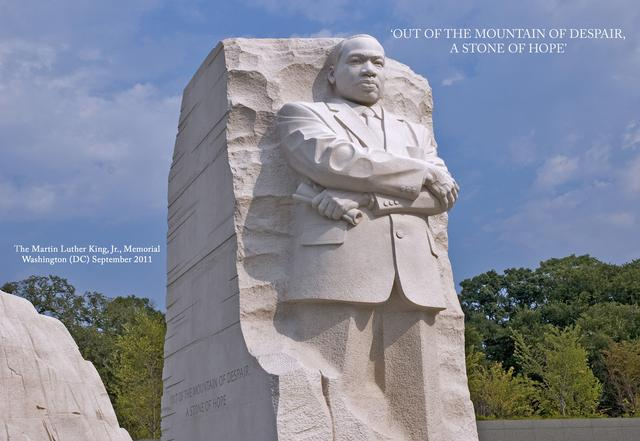 'OUT OF THE MOUNTAIN OF DESPAIR,
A STONE OF HOPE'
The Martin Luther King, Jr., Memorial
Washington (DC) September 2011
OUT OF THE MOUNTAIN OF DESPAIR,
A STONE OF HOPE